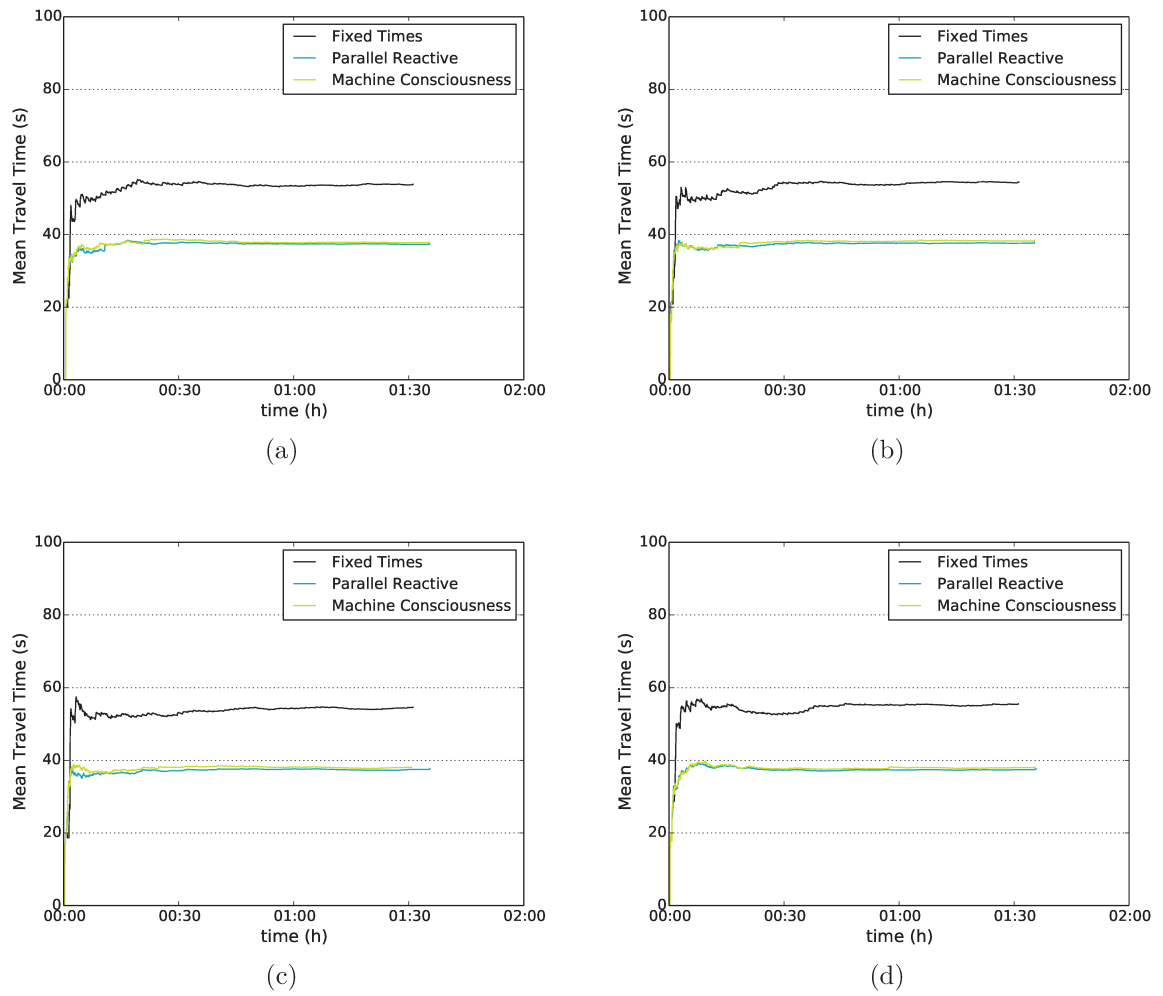 100
80
60
40
20
0
Mean Travel Time (s)
Fixed Times
Parallel Reactive
Machine Consciousness
00:00 00:30 01:00 01:30 02:00
time (h)
(a)
100
80
60
40
20
0
Mean Travel Time (s)
Fixed Times
Parallel Reactive
Machine Consciousness
00:00 00:30 01:00 01:30 02:00
time (h)
(b)
100
80
60
40
20
0
Mean Travel Time (s)
Fixed Times
Parallel Reactive
Machine Consciousness
00:00 00:30 01:00 01:30 02:00
time (h)
(c)
100
80
60
40
20
0
Mean Travel Time (s)
Fixed Times
Parallel Reactive
Machine Consciousness
00:00 00:30 01:00 01:30 02:00
time (h)
(d)